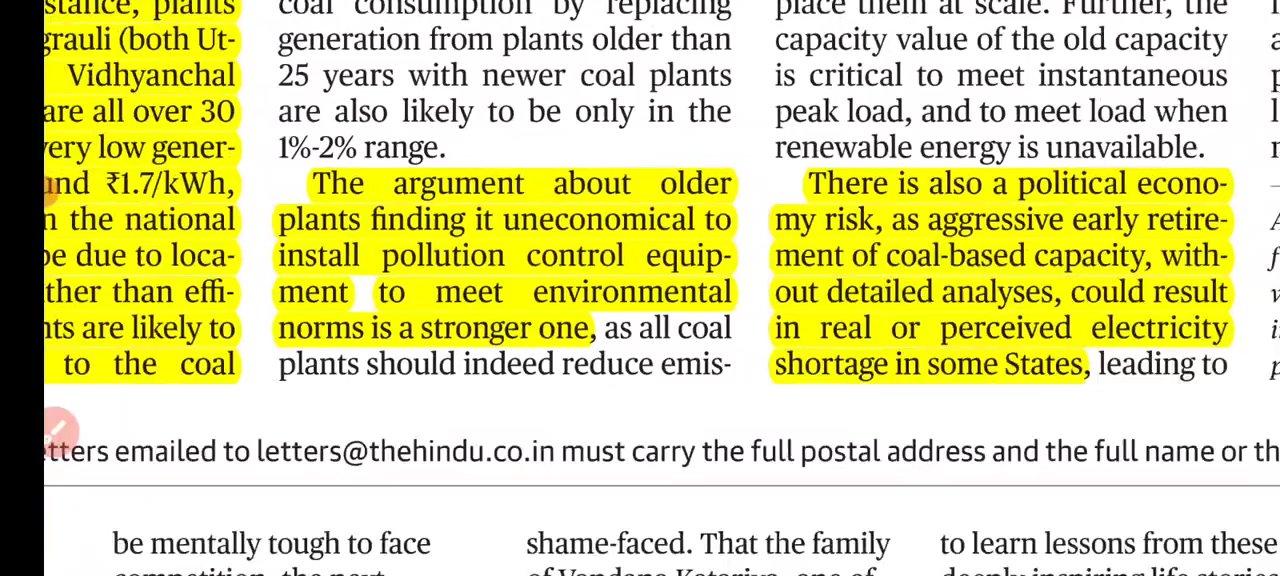 stance, plants
grauli (both Ut-
Vidhyanchal
are all over 30
very low gener-
und ₹1.7/kWh,
n the national
be due to loca-
ther than effi-
nts are likely to
to the coal
coal consumption by replacing
generation from plants older than
25 years with newer coal plants
are also likely to be only in the
1%-2% range.
The argument about older
plants finding it uneconomical to
install pollution control equip-
ment to meet environmental
norms is a stronger one, as all coal
plants should indeed reduce emis-
place them at scale. Further, the
capacity value of the old capacity
is critical to meet instantaneous
peak load, and to meet load when
renewable energy is unavailable.
There is also a political econo-
my risk, as aggressive early retire-
ment of coal-based capacity, with-
out detailed analyses, could result
in real or perceived electricity
shortage in some States, leading to
tters emailed to letters@thehindu.co.in must carry the full postal address and the full name or th
be mentally tough to face
shame-faced. That the family
to learn lessons from these